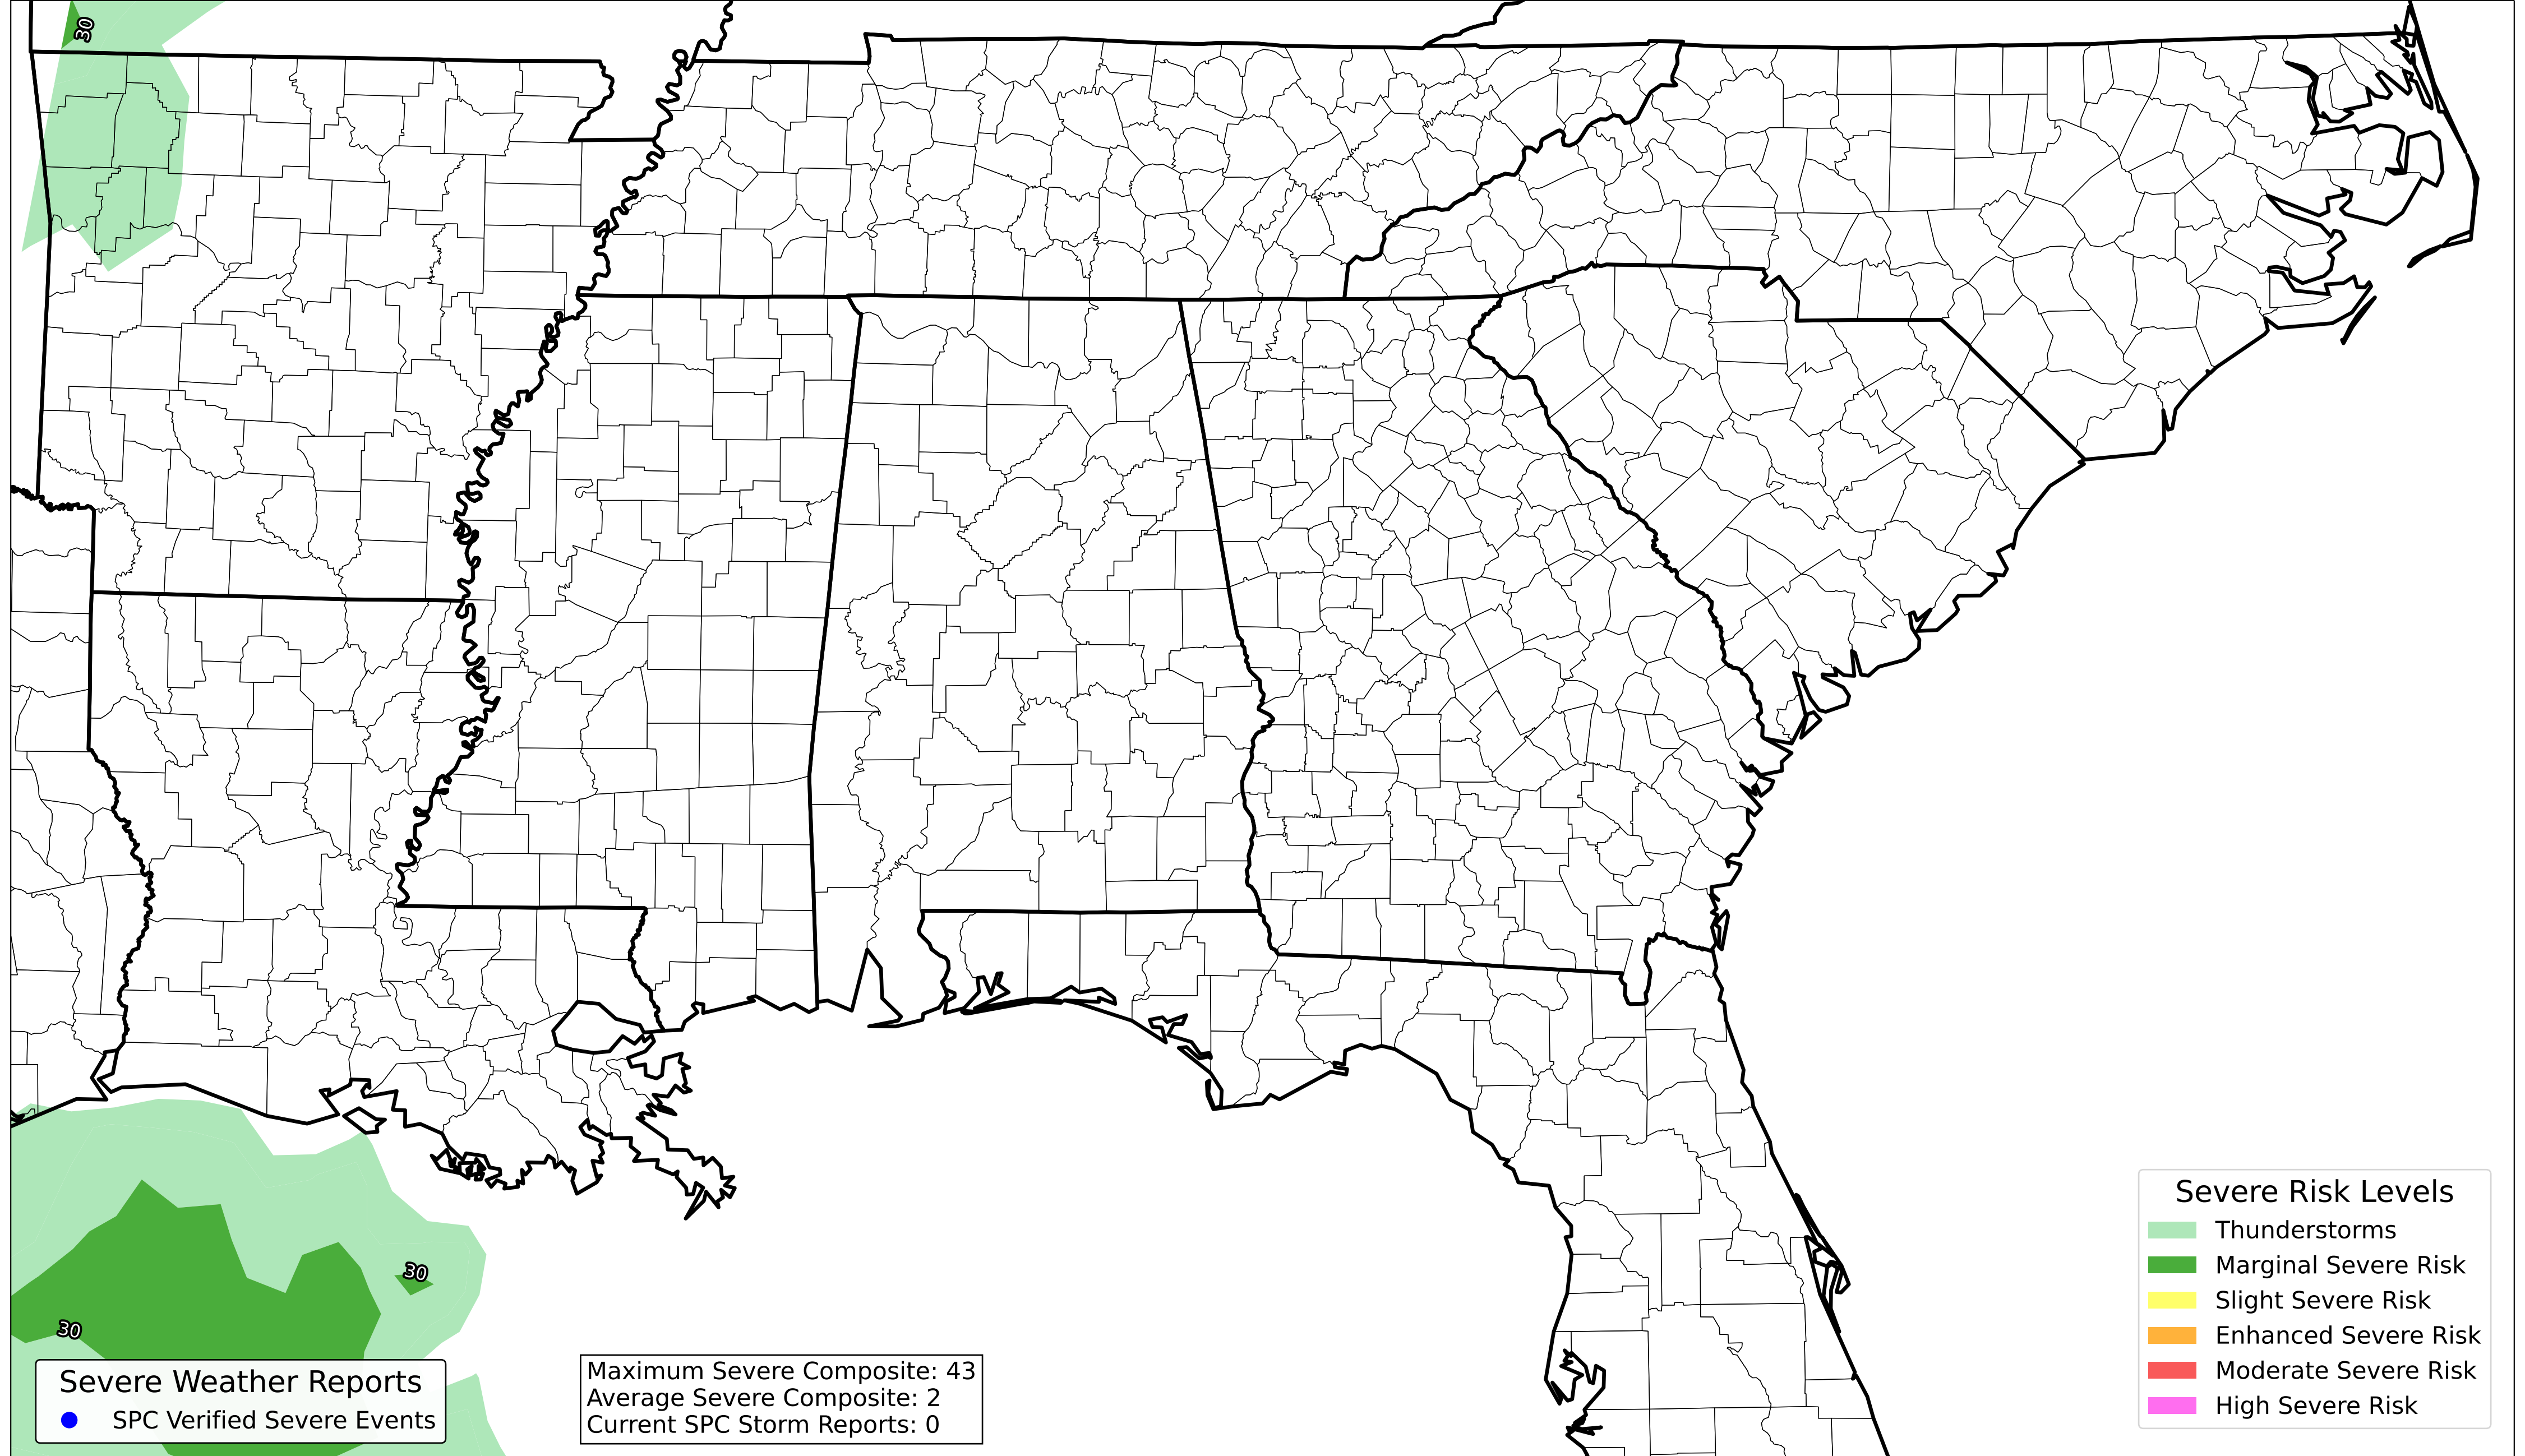 30
30
30
Severe Risk Levels
Thunderstorms
Marginal Severe Risk
Slight Severe Risk
Enhanced Severe Risk
Moderate Severe Risk
High Severe Risk
Severe Weather Reports
SPC Verified Severe Events
Maximum Severe Composite: 43
Average Severe Composite: 2
Current SPC Storm Reports: 0